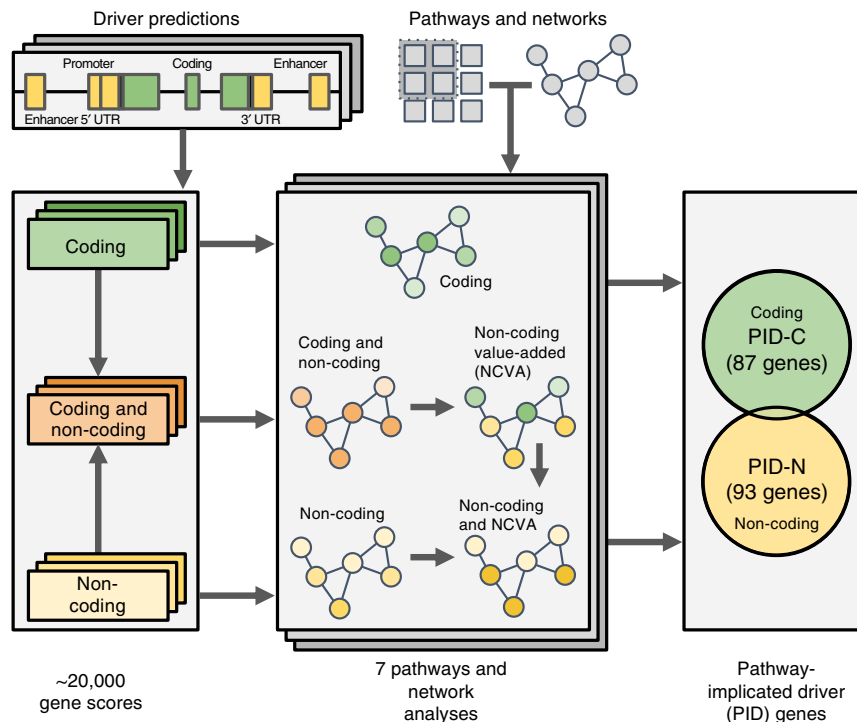 Driver predictions
Pathways and networks
Promoter
Coding
Enhancer
Enhancer 5′ UTR
3′ UTR
Coding
Coding and
non-coding
Non-
coding
Coding
Coding and
non-coding
Non-coding
value-added
(NCVA)
Non-coding
Non-coding
and NCVA
Coding
PID-C
(87 genes)
PID-N
(93 genes)
Non-coding
~20,000
gene scores
7 pathways and
network
analyses
Pathway-
implicated driver
(PID) genes